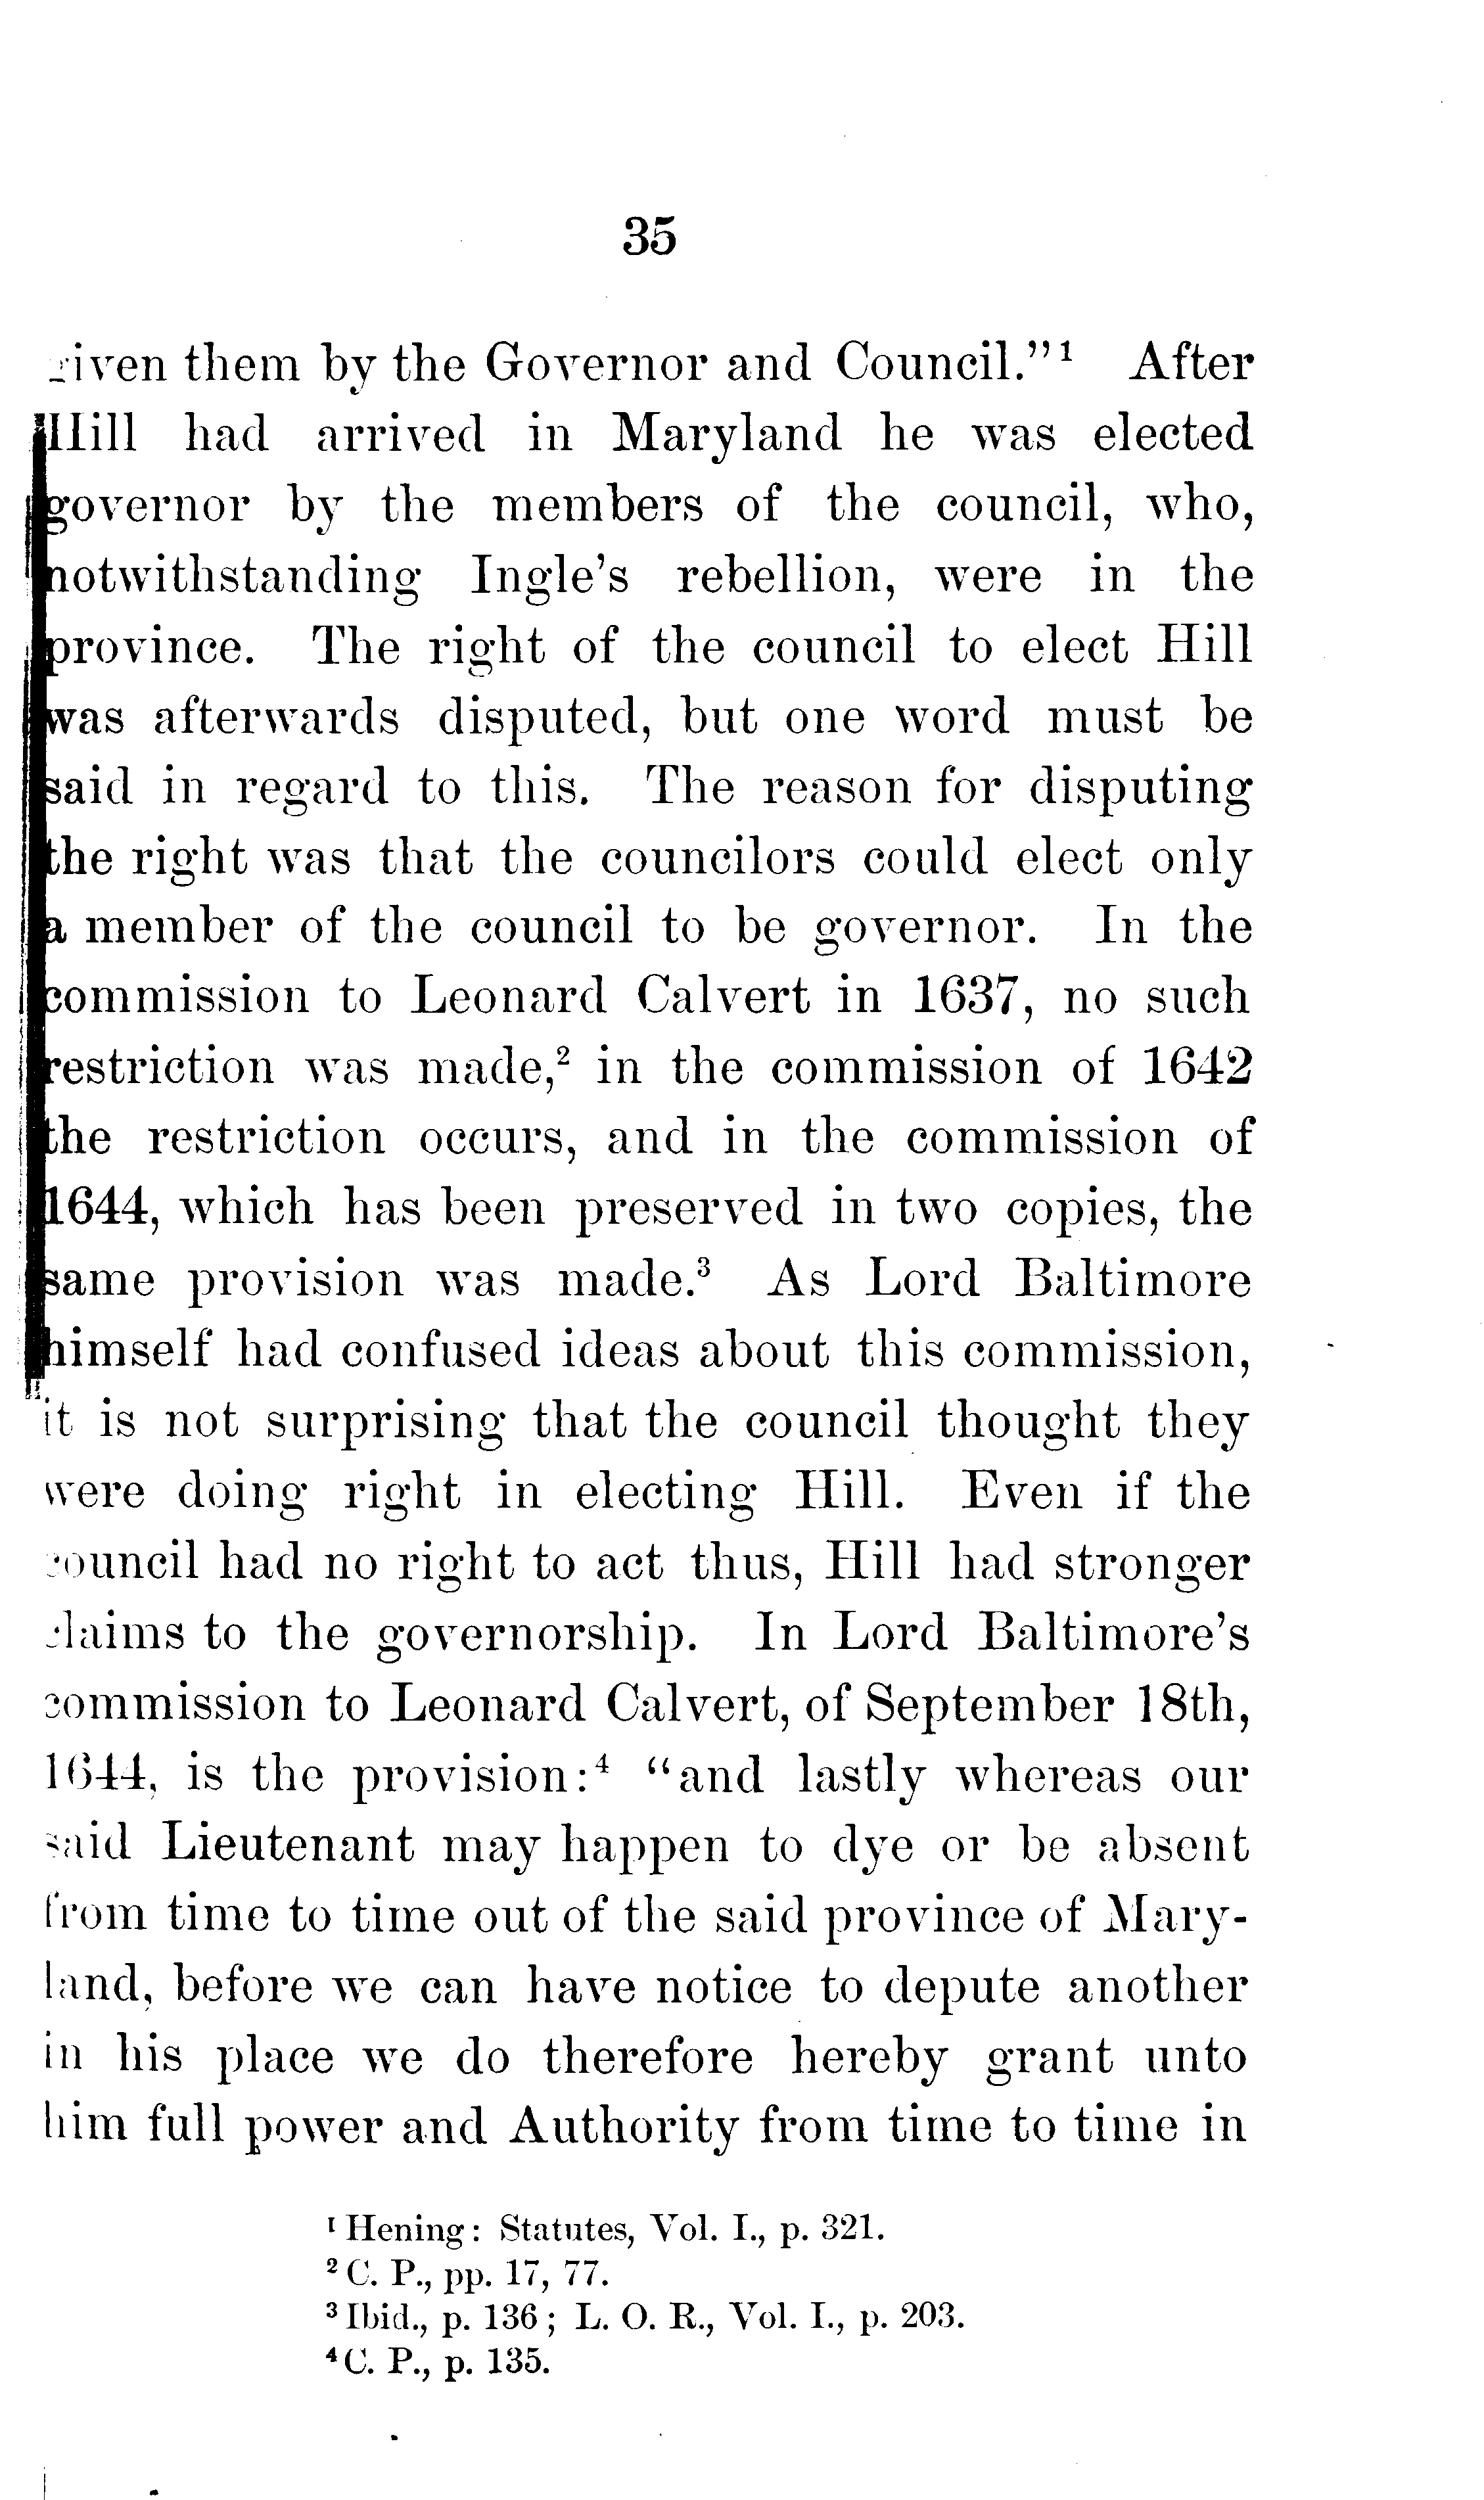 35
given them by the Governor and Council."¹ After
Hill had arrived in Maryland he was elected
governor by the members of the council, who,
notwithstanding Ingle's rebellion, were in the
province. The right of the council to elect Hill
was afterwards disputed, but one word must be
said in regard to this. The reason for disputing
the right was that the councilors could elect only
a member of the council to be governor. In the
commission to Leonard Calvert in 1637, no such
restriction was made,² in the commission of 1642
the restriction occurs, and in the commission of
1644, which has been preserved in two copies, the
same provision was made.³ As Lord Baltimore
himself had confused ideas about this commission,
it is not surprising that the council thought they
were doing right in electing Hill. Even if the
council had no right to act thus, Hill had stronger
claims to the governorship. In Lord Baltimore's
commission to Leonard Calvert, of September 18th,
1644, is the provision:⁴ "and lastly whereas our
said Lieutenant may happen to dye or be absent
from time to time out of the said province of Mary-
land, before we can have notice to depute another
in his place we do therefore hereby grant unto
him full power and Authority from time to time in
¹ Hening: Statutes, Vol. I., p. 321.
² C. P., pp. 17, 77.
³ Ibid., p. 136; L. O. R., Vol. I., p. 203.
⁴ C. P., p. 135.